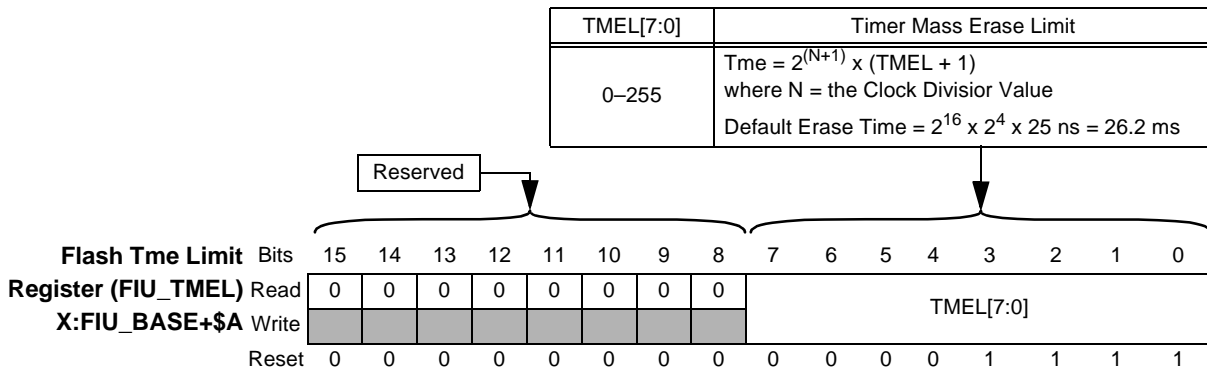 TMEL[7:0] Timer Mass Erase Limit
0–255
Tme = 2^(N+1) x (TMEL + 1)
where N = the Clock Divisior Value
Default Erase Time = 2^16 x 2^4 x 25 ns = 26.2 ms
Reserved
Flash Tme Limit Bits 15 14 13 12 11 10 9 8 7 6 5 4 3 2 1 0
Register (FIU_TMEL) Read 0 0 0 0 0 0 0 0 TMEL[7:0]
X:FIU_BASE+$A Write
Reset 0 0 0 0 0 0 0 0 0 0 0 0 1 1 1 1